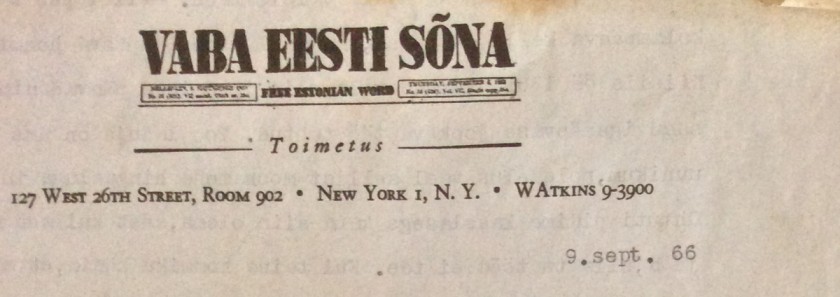 VABA EESTI SÕNA
FREE ESTONIAN WORD
Toimetus
127 WEST 26TH STREET, ROOM 902 • NEW YORK 1, N. Y. • WATKINS 9-3900
9.sept. 66